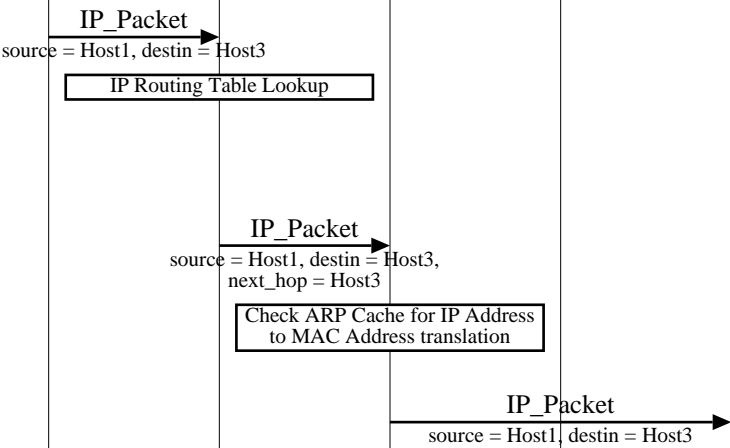 IP_Packet
source = Host1, destin = Host3
IP Routing Table Lookup
IP_Packet
source = Host1, destin = Host3,
next_hop = Host3
Check ARP Cache for IP Address
to MAC Address translation
IP_Packet
source = Host1, destin = Host3